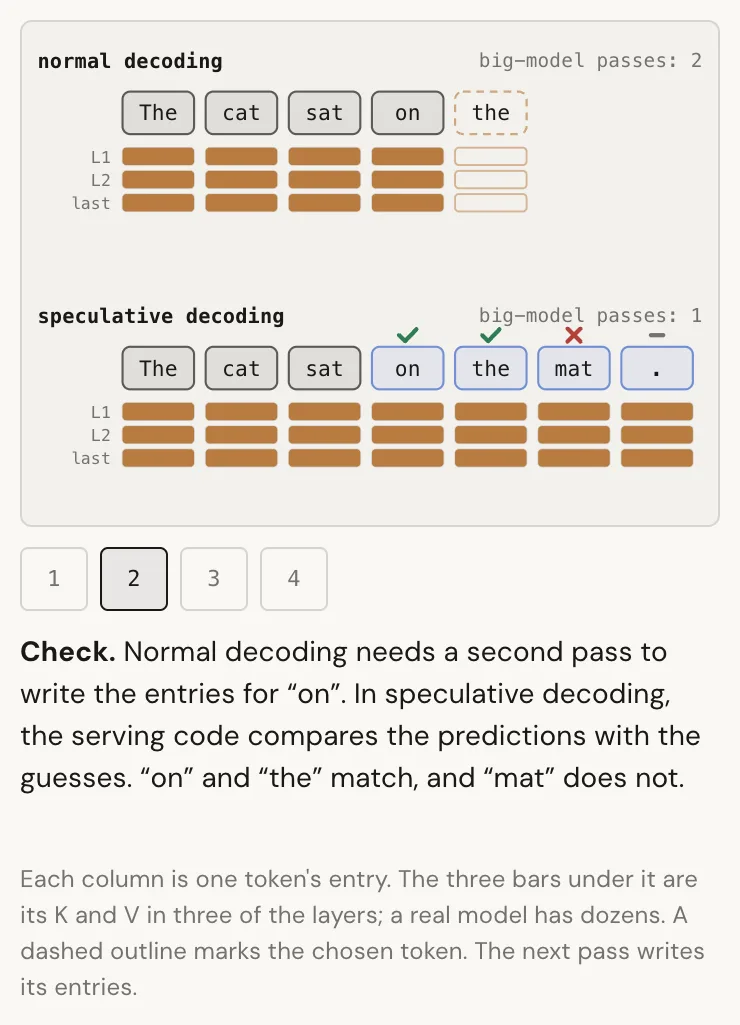 normal decoding big-model passes: 2
The cat sat on the
L1
L2
last
speculative decoding big-model passes: 1
The cat sat on the mat .
L1
L2
last
1 2 3 4
Check. Normal decoding needs a second pass to
write the entries for “on”. In speculative decoding,
the serving code compares the predictions with the
guesses. “on” and “the” match, and “mat” does not.
Each column is one token's entry. The three bars under it are
its K and V in three of the layers; a real model has dozens. A
dashed outline marks the chosen token. The next pass writes
its entries.